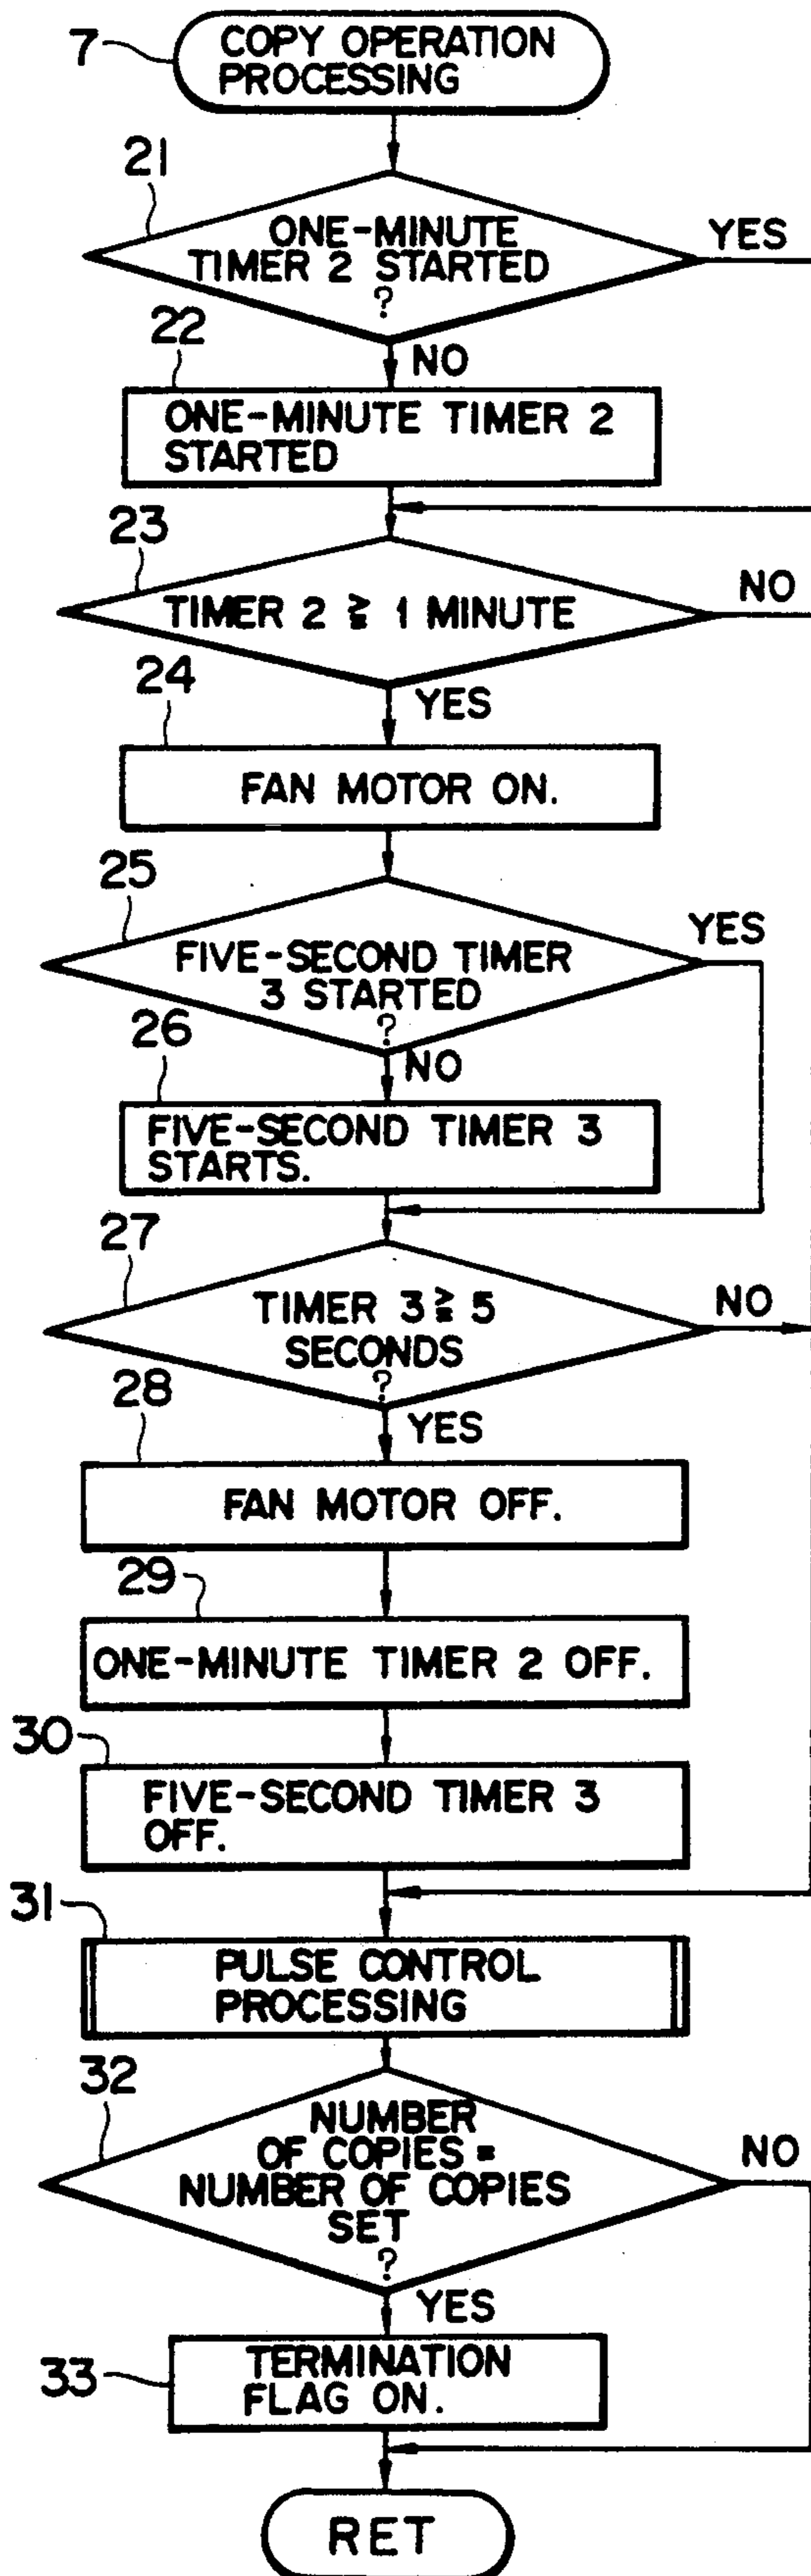 7
COPY OPERATION
PROCESSING
21
ONE-MINUTE
TIMER 2 STARTED
?
YES
NO
22
ONE-MINUTE TIMER 2
STARTED
23
TIMER 2 ≧ 1 MINUTE
NO
YES
24
FAN MOTOR ON.
25
FIVE-SECOND TIMER
3 STARTED
?
YES
NO
26
FIVE-SECOND TIMER 3
STARTS.
27
TIMER 3 ≧ 5
SECONDS
?
NO
YES
28
FAN MOTOR OFF.
29
ONE-MINUTE TIMER 2 OFF.
30
FIVE-SECOND TIMER 3
OFF.
31
PULSE CONTROL
PROCESSING
32
NUMBER
OF COPIES =
NUMBER OF COPIES
SET
?
NO
YES
33
TERMINATION
FLAG ON.
RET